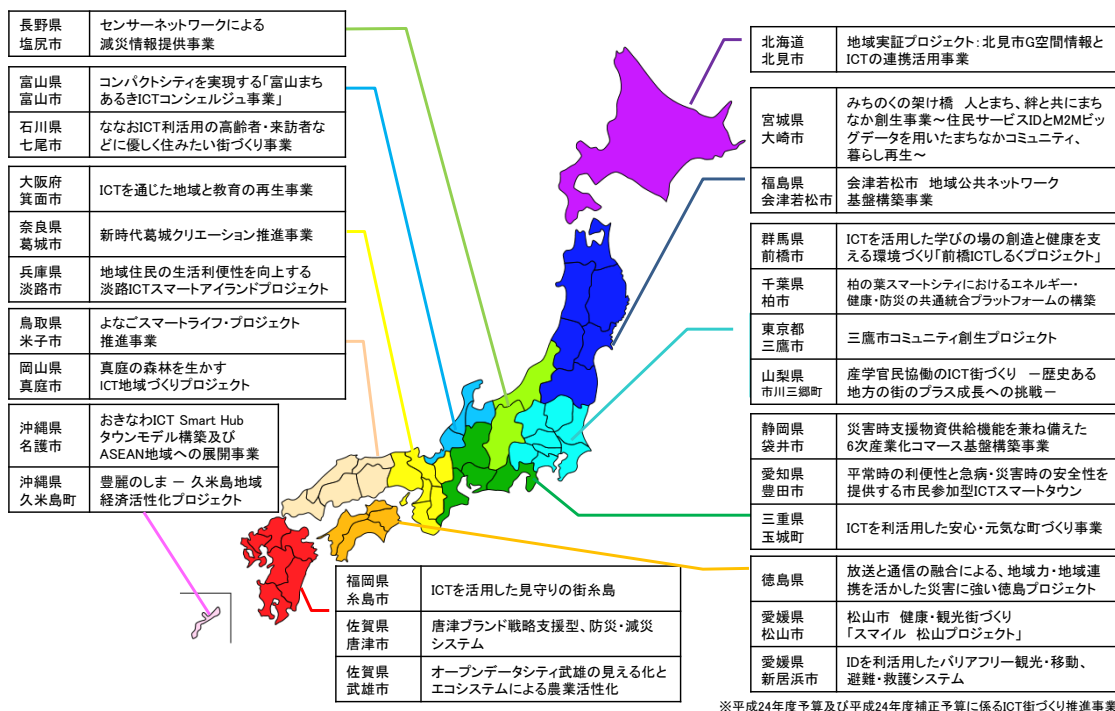 長野県
塩尻市
センサーネットワークによる
減災情報提供事業
富山県
富山市
コンパクトシティを実現する「富山まち
あるきICTコンシェルジュ事業」
石川県
七尾市
ななおICT利活用の高齢者・来訪者な
どに優しく住みたい街づくり事業
大阪府
箕面市
ICTを通じた地域と教育の再生事業
奈良県
葛城市
新時代葛城クリエーション推進事業
兵庫県
淡路市
地域住民の生活利便性を向上する
淡路ICTスマートアイランドプロジェクト
鳥取県
米子市
よなごスマートライフ・プロジェクト
推進事業
岡山県
真庭市
真庭の森林を生かす
ICT地域づくりプロジェクト
沖縄県
名護市
おきなわICT Smart Hub
タウンモデル構築及び
ASEAN地域への展開事業
沖縄県
久米島町
豊麗のしま － 久米島地域
経済活性化プロジェクト
福岡県
糸島市
ICTを活用した見守りの街糸島
佐賀県
唐津市
唐津ブランド戦略支援型、防災・減災
システム
佐賀県
武雄市
オープンデータシティ武雄の見える化と
エコシステムによる農業活性化
北海道
北見市
地域実証プロジェクト：北見市G空間情報と
ICTの連携活用事業
宮城県
大崎市
みちのくの架け橋 人とまち、絆と共にまち
なか創生事業～住民サービスIDとM2Mビッ
グデータを用いたまちなかコミュニティ、
暮らし再生～
福島県
会津若松市
会津若松市 地域公共ネットワーク
基盤構築事業
群馬県
前橋市
ICTを活用した学びの場の創造と健康を支
える環境づくり「前橋ICTしるくプロジェクト」
千葉県
柏市
柏の葉スマートシティにおけるエネルギー・
健康・防災の共通統合プラットフォームの構築
東京都
三鷹市
三鷹市コミュニティ創生プロジェクト
山梨県
市川三郷町
産学官民協働のICT街づくり －歴史ある
地方の街のプラス成長への挑戦－
静岡県
袋井市
災害時支援物資供給機能を兼ね備えた
6次産業化コマース基盤構築事業
愛知県
豊田市
平常時の利便性と急病・災害時の安全性を
提供する市民参加型ICTスマートタウン
三重県
玉城町
ICTを利活用した安心・元気な町づくり事業
徳島県
放送と通信の融合による、地域力・地域連
携を活かした災害に強い徳島プロジェクト
愛媛県
松山市
松山市 健康・観光街づくり
「スマイル 松山プロジェクト」
愛媛県
新居浜市
IDを利活用したバリアフリー観光・移動、
避難・救護システム
※平成24年度予算及び平成24年度補正予算に係るICT街づくり推進事業